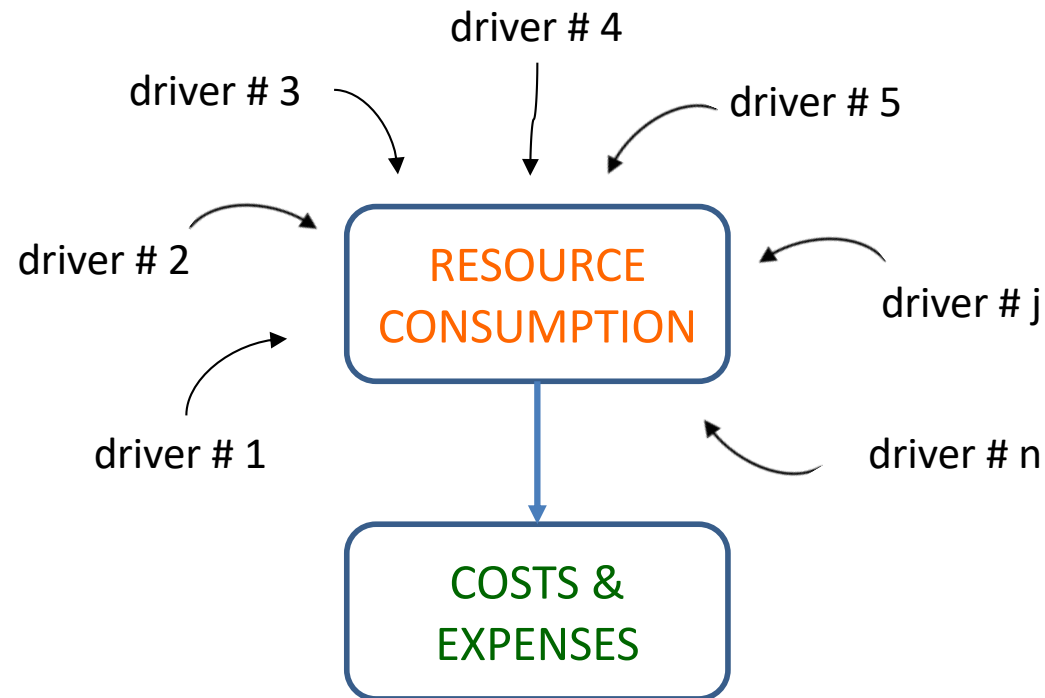 driver # 4
driver # 3
driver # 5
driver # 2
RESOURCE
CONSUMPTION
driver # j
driver # 1
driver # n
COSTS &
EXPENSES